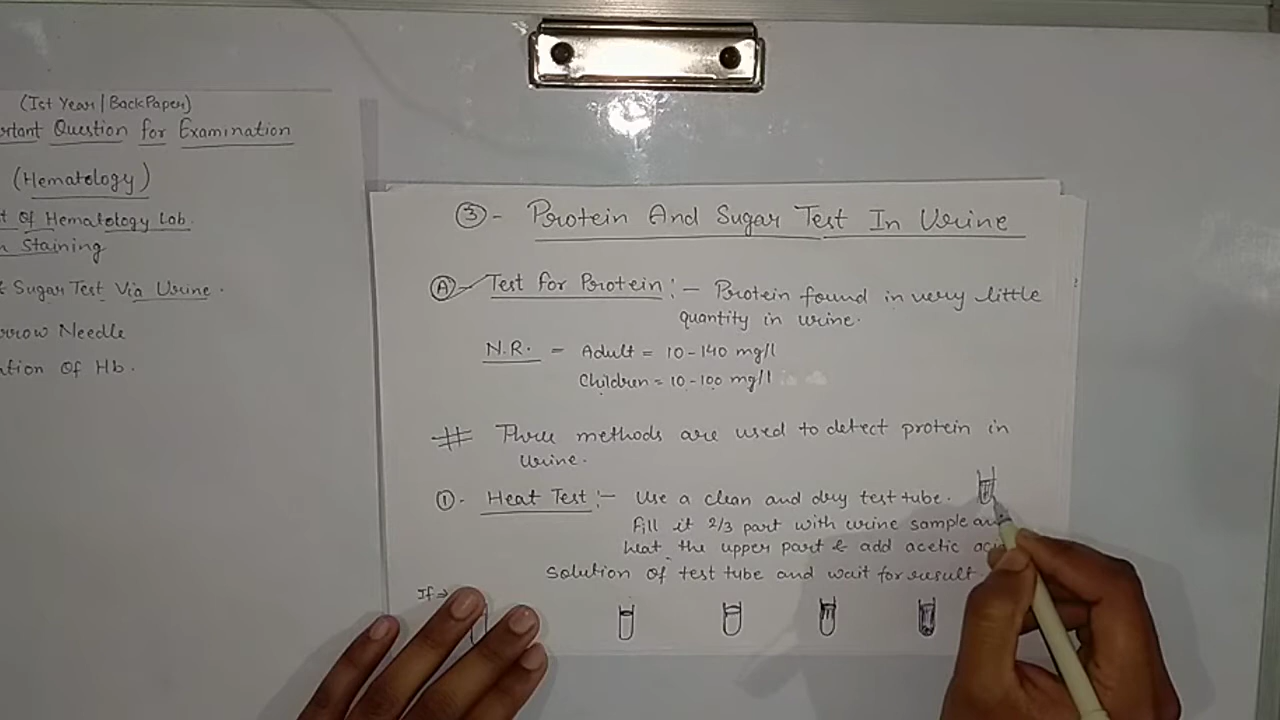 (Ist Year | Back Paper)
rtant Question for Examination
(Hematology)
t Of Hematology Lab.
n Staining
& Sugar Test Via Urine.
rrow Needle
ation Of Hb.
③- Protein And Sugar Test In Urine
Ⓐ Test for Protein :- Protein found in very little
quantity in urine.
N.R. = Adult = 10-140 mg/l
Children = 10-100 mg/l
# Three methods are used to detect protein in
Urine.
①. Heat Test :- Use a clean and dry test tube.
Fill it 2/3 part with urine sample an
heat the upper part & add acetic ac
Solution of test tube and wait for result
If →